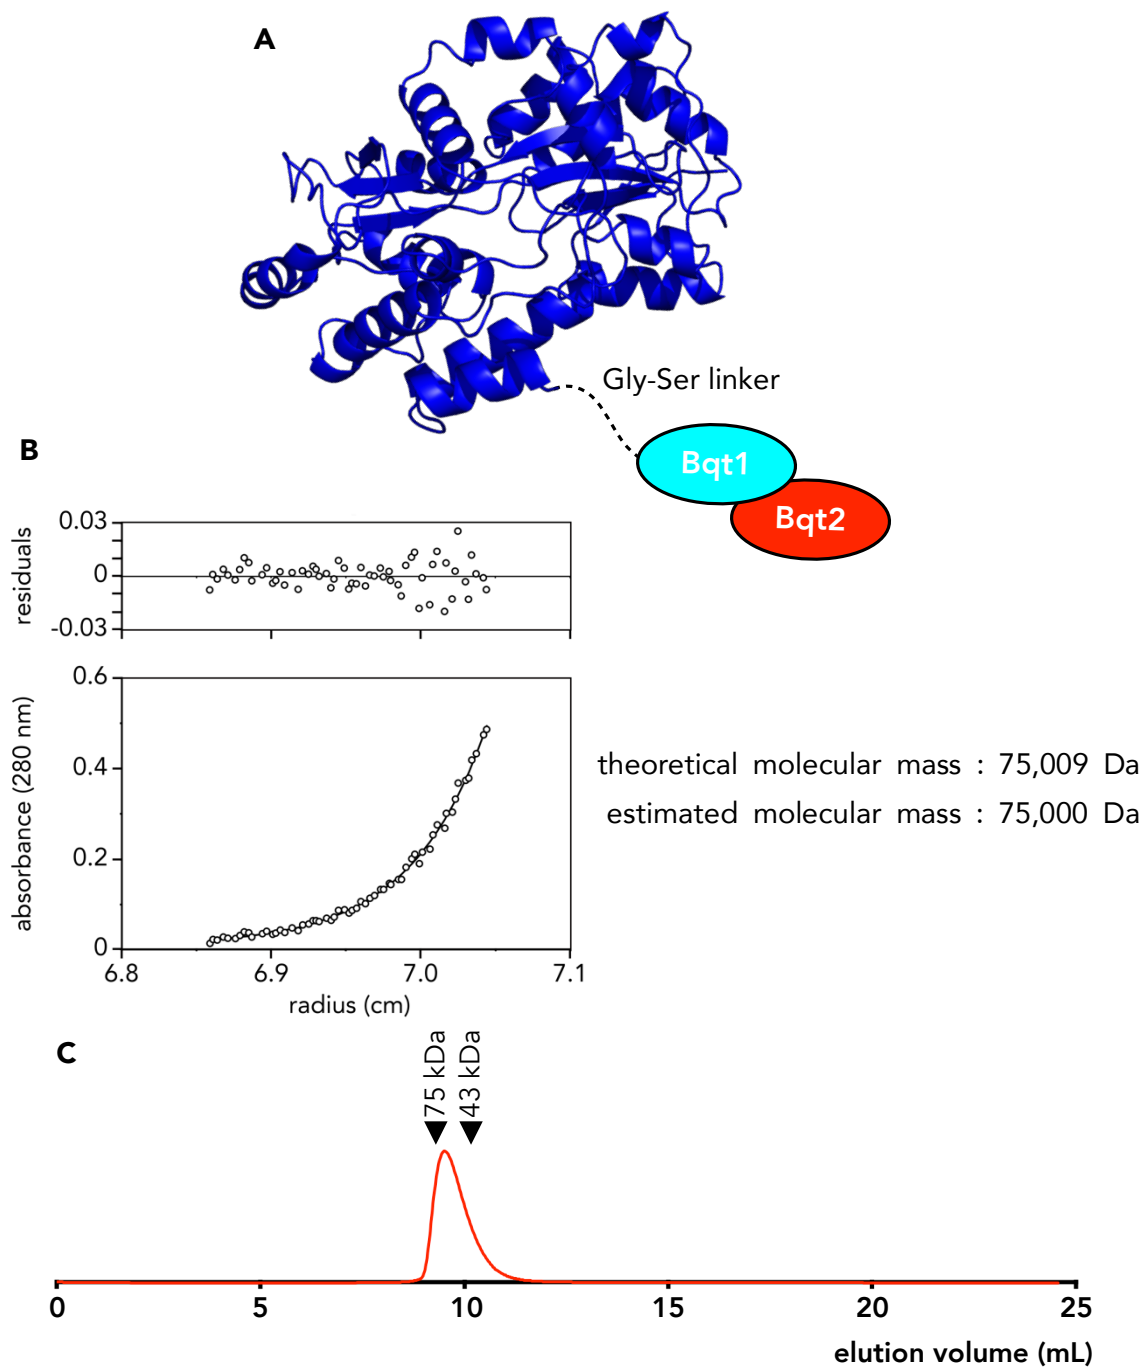 A
Gly-Ser linker
Bqt1
Bqt2
B
0.03
0
-0.03
residuals
0.6
0.4
0.2
0
absorbance (280 nm)
6.8 6.9 7.0 7.1
radius (cm)
theoretical molecular mass : 75,009 Da
estimated molecular mass : 75,000 Da
C
75 kDa
43 kDa
0 5 10 15 20 25
elution volume (mL)